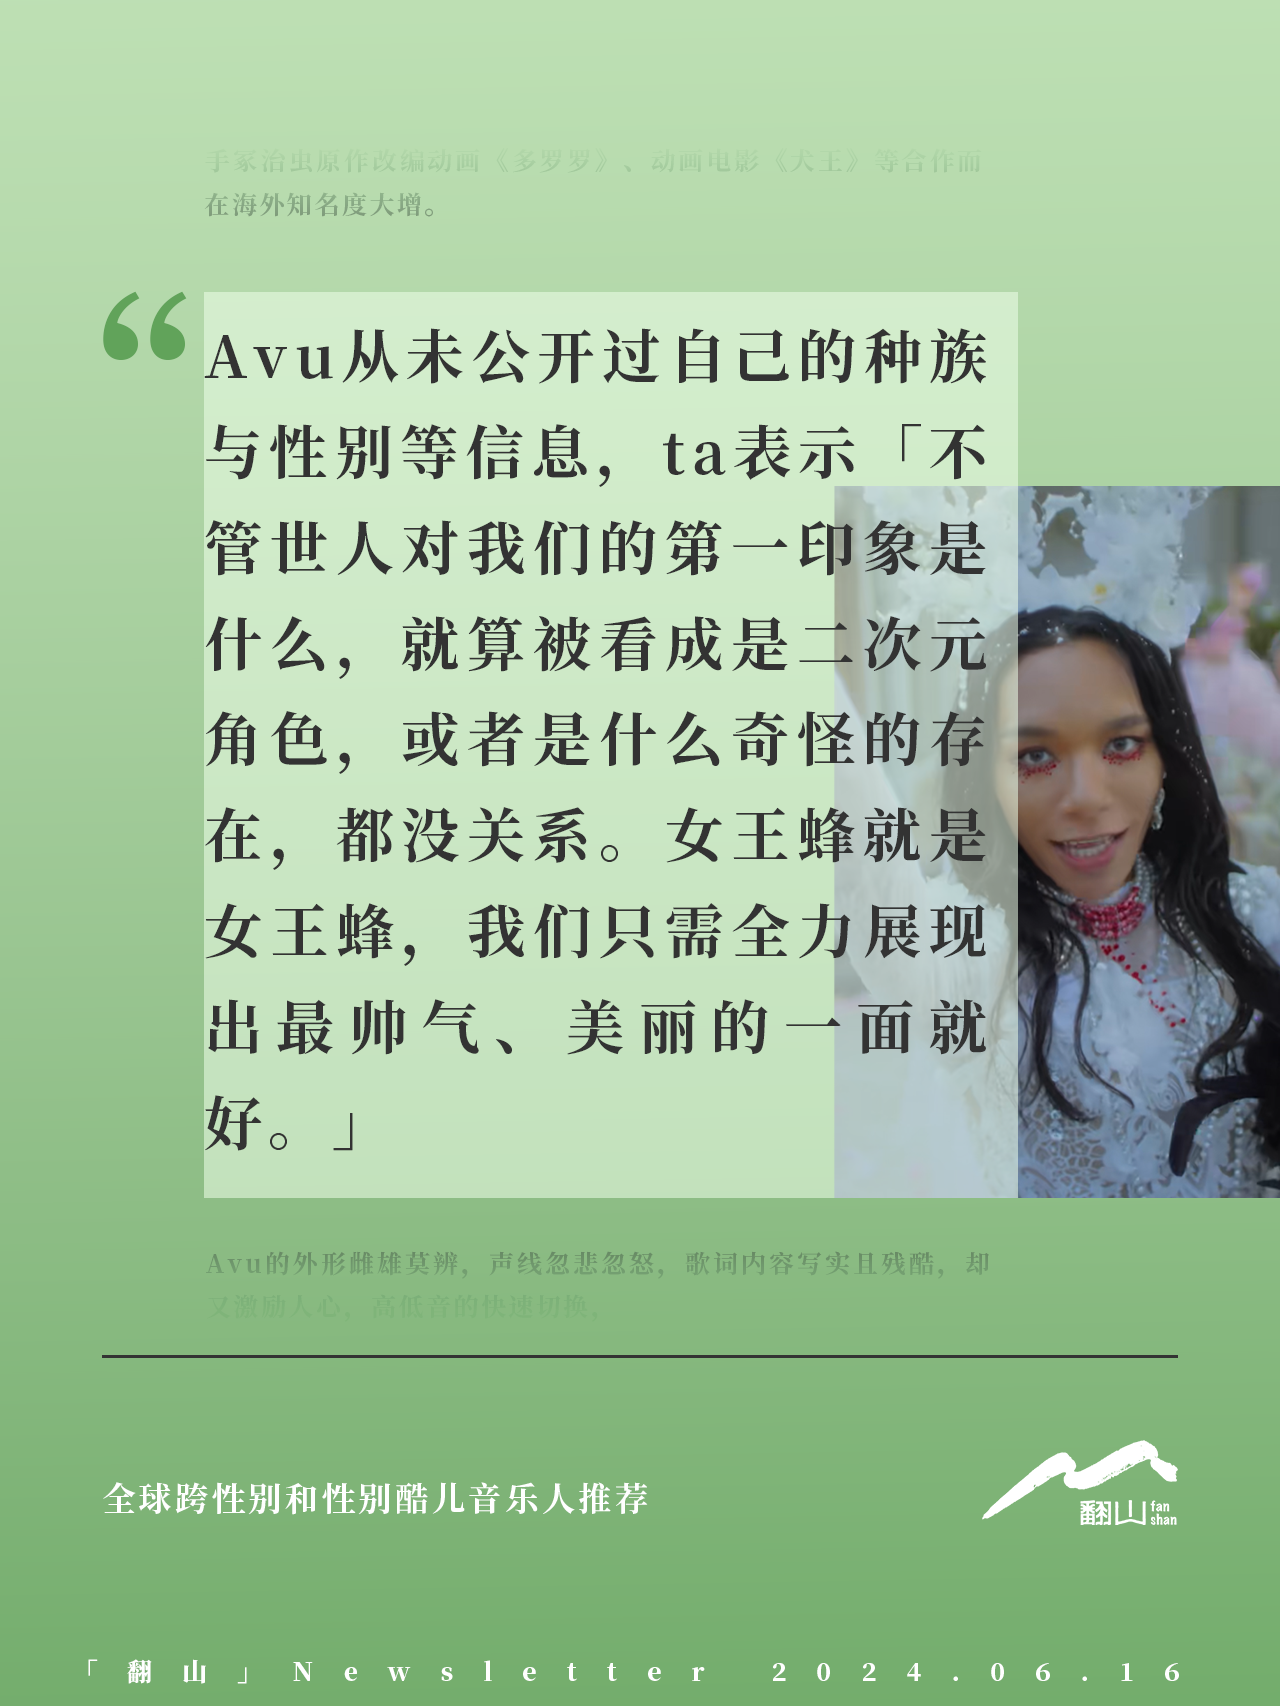 手冢治虫原作改编动画《多罗罗》、动画电影《犬王》等合作而
在海外知名度大增。
“
Avu从未公开过自己的种族
与性别等信息，ta表示「不
管世人对我们的第一印象是
什么，就算被看成是二次元
角色，或者是什么奇怪的存
在，都没关系。女王蜂就是
女王蜂，我们只需全力展现
出最帅气、美丽的一面就
好。」
Avu的外形雌雄莫辨，声线忽悲忽怒，歌词内容写实且残酷，却
又激励人心，高低音的快速切换，
全球跨性别和性别酷儿音乐人推荐
翻山 fan
shan
「翻山」Newsletter 2024.06.16